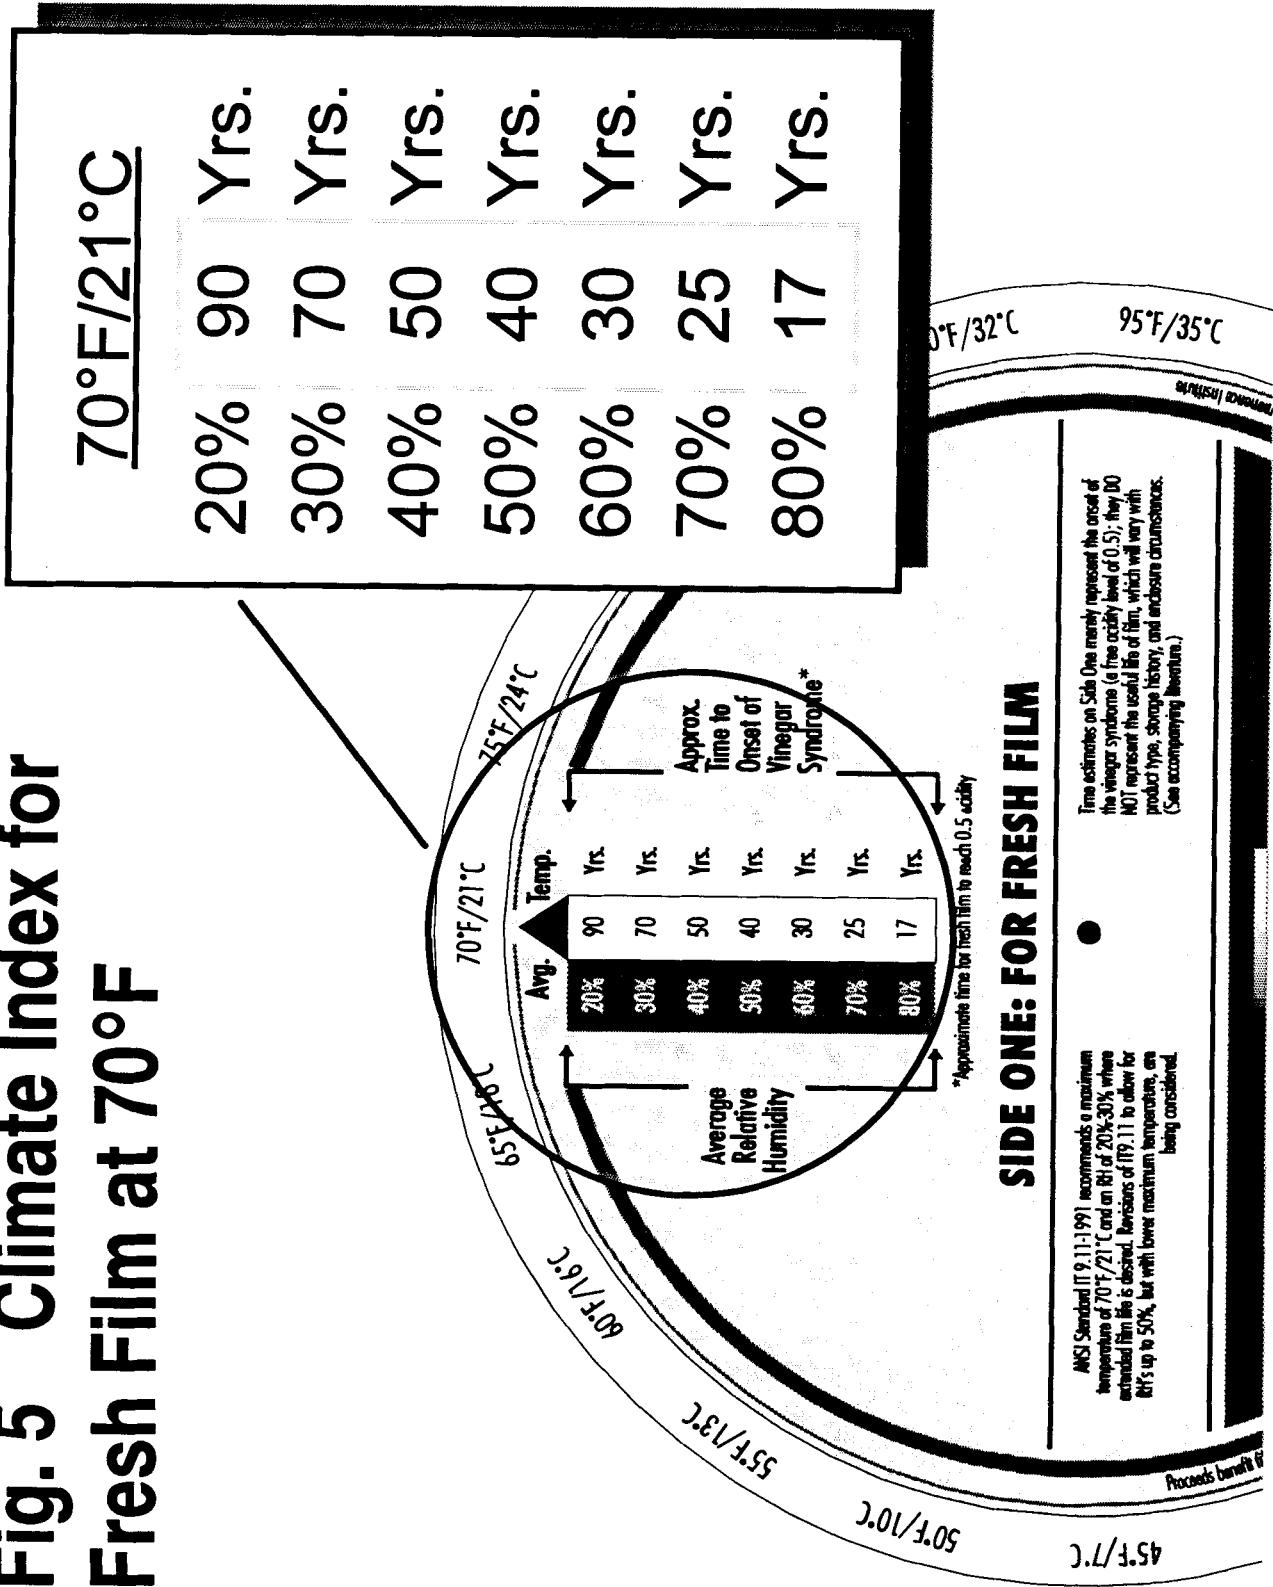 Fig. 5 Climate Index for
Fresh Film at 70°F
70°F/21°C
20% 90 Yrs.
30% 70 Yrs.
40% 50 Yrs.
50% 40 Yrs.
60% 30 Yrs.
70% 25 Yrs.
80% 17 Yrs.
45°F/7°C
50°F/10°C
55°F/13°C
60°F/16°C
65°F/18°C
70°F/21°C
75°F/24°C
0°F/32°C
95°F/35°C
Avg. Temp.
20% 90 Yrs.
30% 70 Yrs.
40% 50 Yrs.
50% 40 Yrs.
60% 30 Yrs.
70% 25 Yrs.
80% 17 Yrs.
Average
Relative
Humidity
Approx.
Time to
Onset of
Vinegar
Syndrome*
*Approximate time for fresh film to reach 0.5 acidity
SIDE ONE: FOR FRESH FILM
ANSI Standard IT 9.11-1991 recommends a maximum
temperature of 70°F/21°C and an RH of 20%-30% where
extended film life is desired. Revisions of IT9.11 to allow for
RH's up to 50%, but with lower maximum temperature, are
being considered.
Time estimates on Side One merely represent the onset of
the vinegar syndrome (a free acidity level of 0.5); they DO
NOT represent the useful life of film, which will vary with
product type, storage history, and enclosure circumstances.
(See accompanying literature.)
Proceeds benefit
Institute